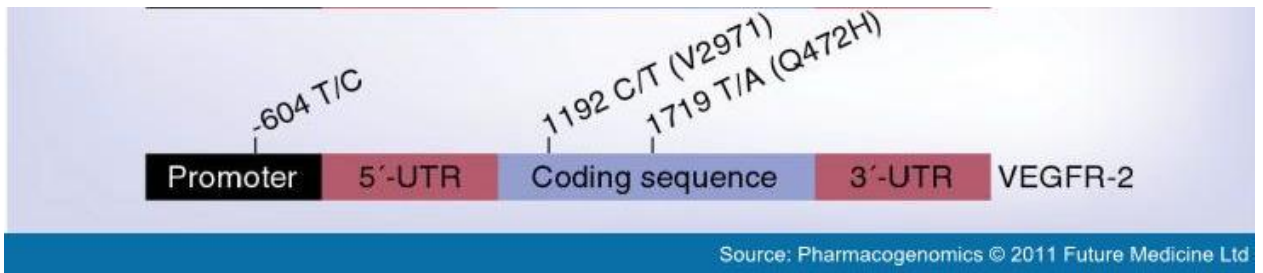 -604 T/C
1192 C/T (V2971)
1719 T/A (Q472H)
Promoter 5´-UTR Coding sequence 3´-UTR VEGFR-2
Source: Pharmacogenomics © 2011 Future Medicine Ltd